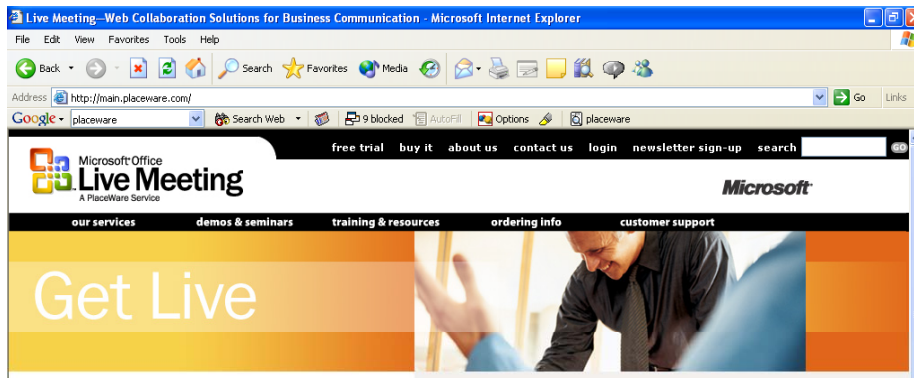 Live Meeting—Web Collaboration Solutions for Business Communication - Microsoft Internet Explorer
File Edit View Favorites Tools Help
Back Search Favorites Media
Address http://main.placeware.com/ Go Links
Google placeware Search Web 9 blocked AutoFill Options placeware
free trial buy it about us contact us login newsletter sign-up search GO
Microsoft Office
Live Meeting
A PlaceWare Service
Microsoft
our services demos & seminars training & resources ordering info customer support
Get Live